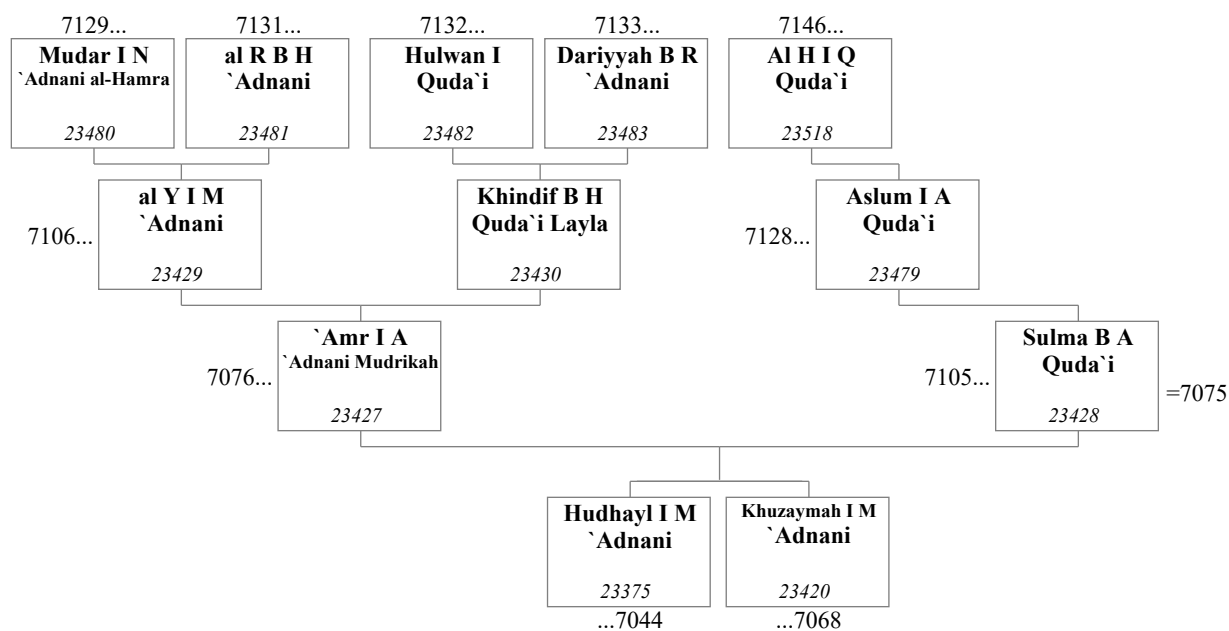 7129...
7131...
7132...
7133...
7146...
Mudar I N
`Adnani al-Hamra
23480
al R B H
`Adnani
23481
Hulwan I
Quda`i
23482
Dariyyah B R
`Adnani
23483
Al H I Q
Quda`i
23518
7106...
al Y I M
`Adnani
23429
Khindif B H
Quda`i Layla
23430
7128...
Aslum I A
Quda`i
23479
7076...
`Amr I A
`Adnani Mudrikah
23427
7105...
Sulma B A
Quda`i
23428
=7075
Hudhayl I M
`Adnani
23375
...7044
Khuzaymah I M
`Adnani
23420
...7068